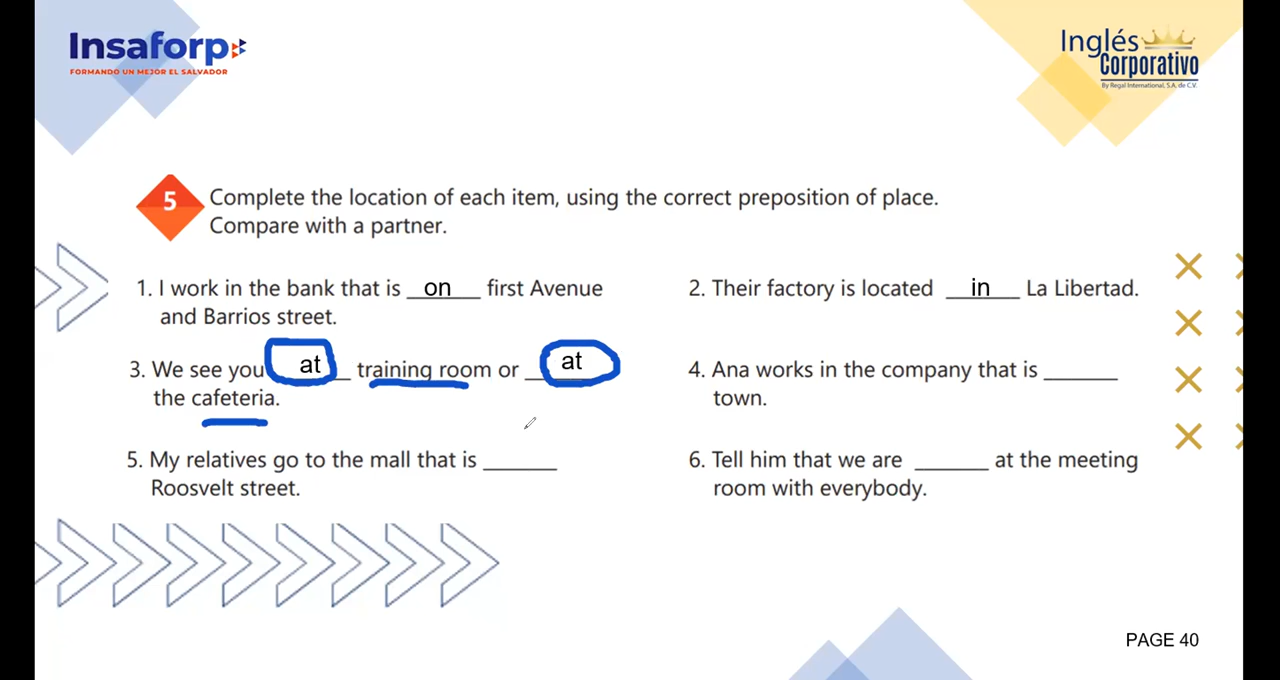 Insaforp
FORMANDO UN MEJOR EL SALVADOR
Inglés
Corporativo
By Regal International, S.A. de C.V.
5
Complete the location of each item, using the correct preposition of place.
Compare with a partner.
1. I work in the bank that is on first Avenue
and Barrios street.
2. Their factory is located in La Libertad.
3. We see you at training room or at
the cafeteria.
4. Ana works in the company that is ______
town.
5. My relatives go to the mall that is ______
Roosvelt street.
6. Tell him that we are ______ at the meeting
room with everybody.
PAGE 40